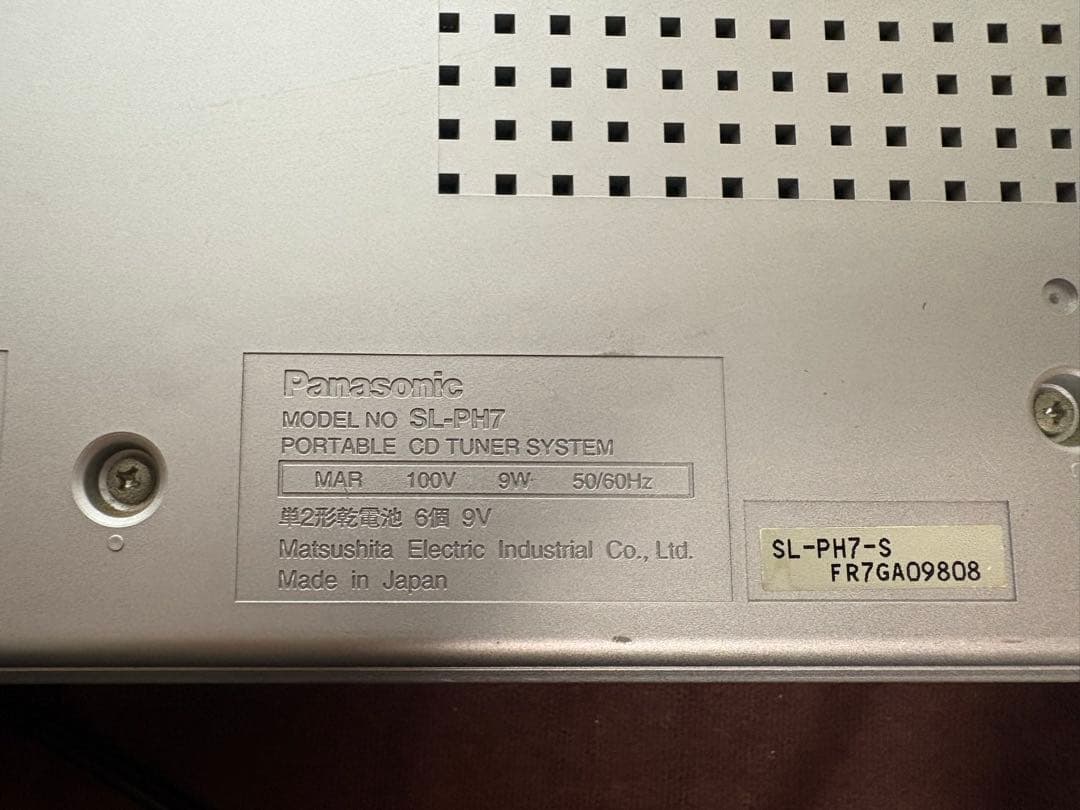 Panasonic
MODEL NO SL-PH7
PORTABLE CD TUNER SYSTEM
MAR 100V 9W 50/60Hz
単2形乾電池 6個 9V
Matsushita Electric Industrial Co., Ltd.
Made in Japan
SL-PH7-S
FR7GA09808